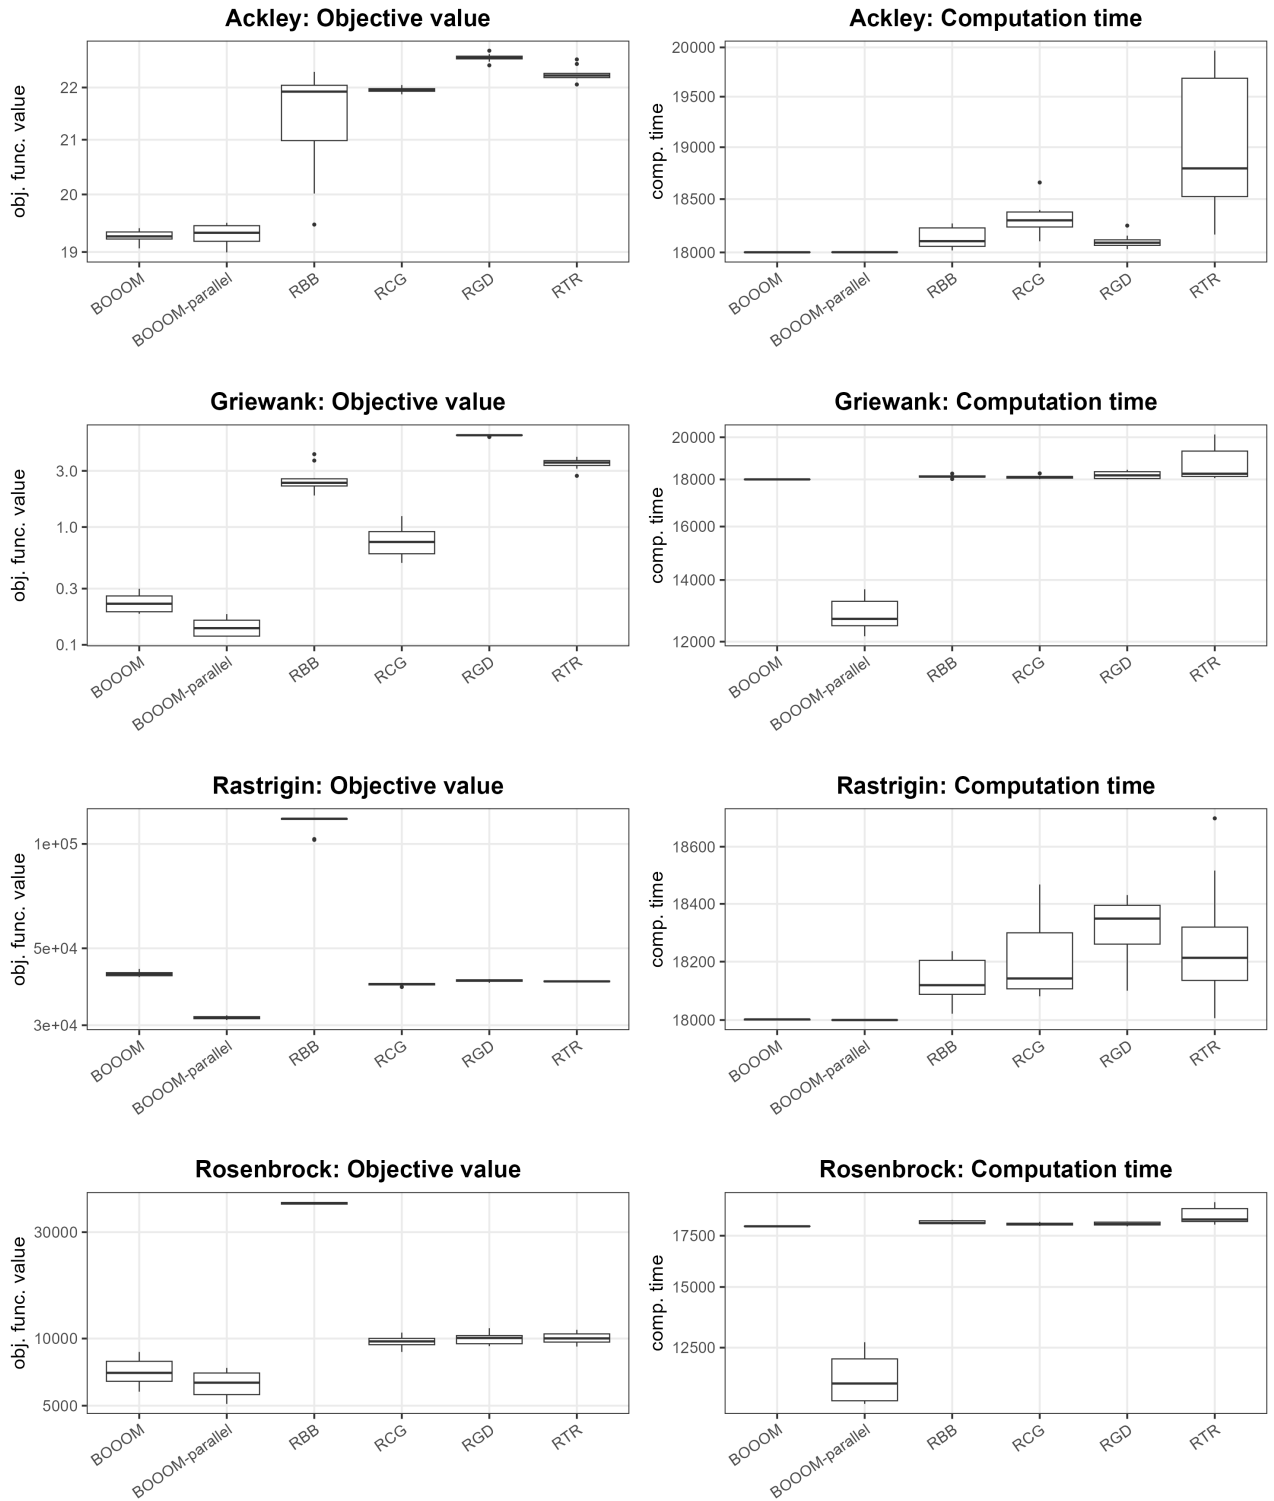 Ackley: Objective value
obj. func. value
22
21
20
19
BOOOM
BOOOM-parallel
RBB
RCG
RGD
RTR
Ackley: Computation time
comp. time
20000
19500
19000
18500
18000
BOOOM
BOOOM-parallel
RBB
RCG
RGD
RTR
Griewank: Objective value
obj. func. value
3.0
1.0
0.3
0.1
BOOOM
BOOOM-parallel
RBB
RCG
RGD
RTR
Griewank: Computation time
comp. time
20000
18000
16000
14000
12000
BOOOM
BOOOM-parallel
RBB
RCG
RGD
RTR
Rastrigin: Objective value
obj. func. value
1e+05
5e+04
3e+04
BOOOM
BOOOM-parallel
RBB
RCG
RGD
RTR
Rastrigin: Computation time
comp. time
18600
18400
18200
18000
BOOOM
BOOOM-parallel
RBB
RCG
RGD
RTR
Rosenbrock: Objective value
obj. func. value
30000
10000
5000
BOOOM
BOOOM-parallel
RBB
RCG
RGD
RTR
Rosenbrock: Computation time
comp. time
17500
15000
12500
BOOOM
BOOOM-parallel
RBB
RCG
RGD
RTR